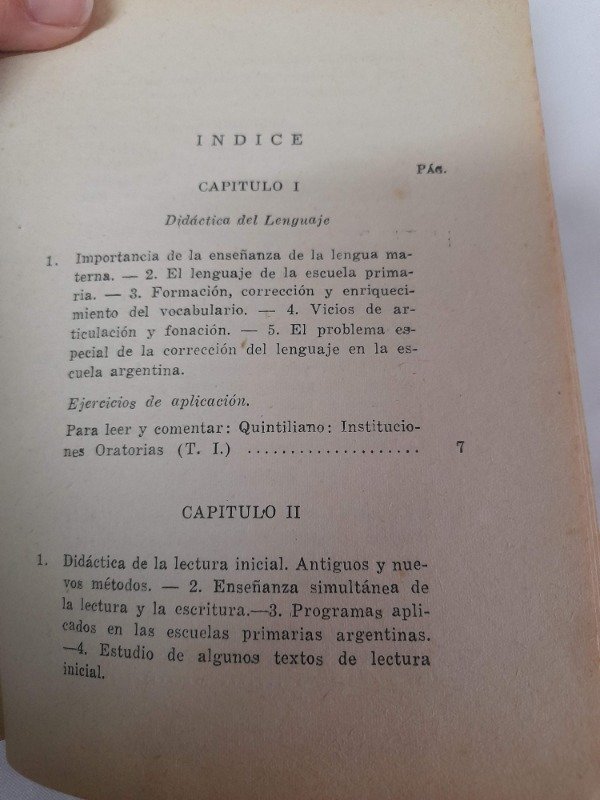 INDICE
PÁG.
CAPITULO I
Didáctica del Lenguaje
1. Importancia de la enseñanza de la lengua ma-
terna. — 2. El lenguaje de la escuela prima-
ria. — 3. Formación, corrección y enriqueci-
miento del vocabulario. — 4. Vicios de ar-
ticulación y fonación. — 5. El problema es-
pecial de la corrección del lenguaje en la es-
cuela argentina.
Ejercicios de aplicación.
Para leer y comentar: Quintiliano: Institucio-
nes Oratorias (T. I.) ..................... 7
CAPITULO II
1. Didáctica de la lectura inicial. Antiguos y nue-
vos métodos. — 2. Enseñanza simultánea de
la lectura y la escritura.—3. Programas apli-
cados en las escuelas primarias argentinas.
—4. Estudio de algunos textos de lectura
inicial.